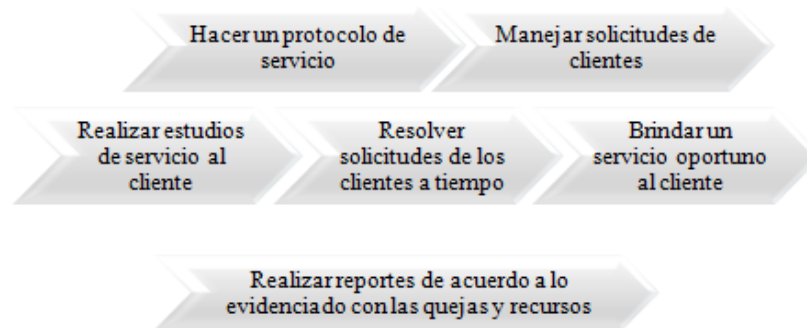 Hacer un protocolo de
servicio
Manejar solicitudes de
clientes
Realizar estudios
de servicio al
cliente
Resolver
solicitudes de los
clientes a tiempo
Brindar un
servicio oportuno
al cliente
Realizar reportes de acuerdo a lo
evidenciado con las quejas y recursos